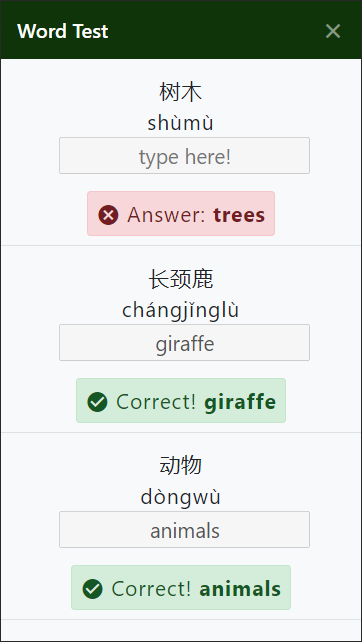 Word Test
树木
shùmù
type here!
Answer: trees
长颈鹿
chángjǐnglù
giraffe
Correct! giraffe
动物
dòngwù
animals
Correct! animals